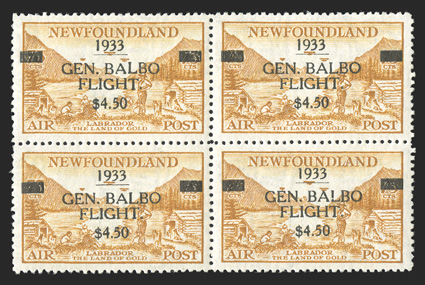 NEWFOUNDLAND NEWFOUNDLAND
1933 1933
GEN. BALBO GEN. BALBO
FLIGHT FLIGHT
$4.50 $4.50
LABRADOR LABRADOR
AIR THE LAND OF GOLD POST AIR THE LAND OF GOLD POST
NEWFOUNDLAND NEWFOUNDLAND
1933 1933
GEN. BALBO GEN. BALBO
FLIGHT FLIGHT
$4.50 $4.50
LABRADOR LABRADOR
AIR THE LAND OF GOLD POST AIR THE LAND OF GOLD POST